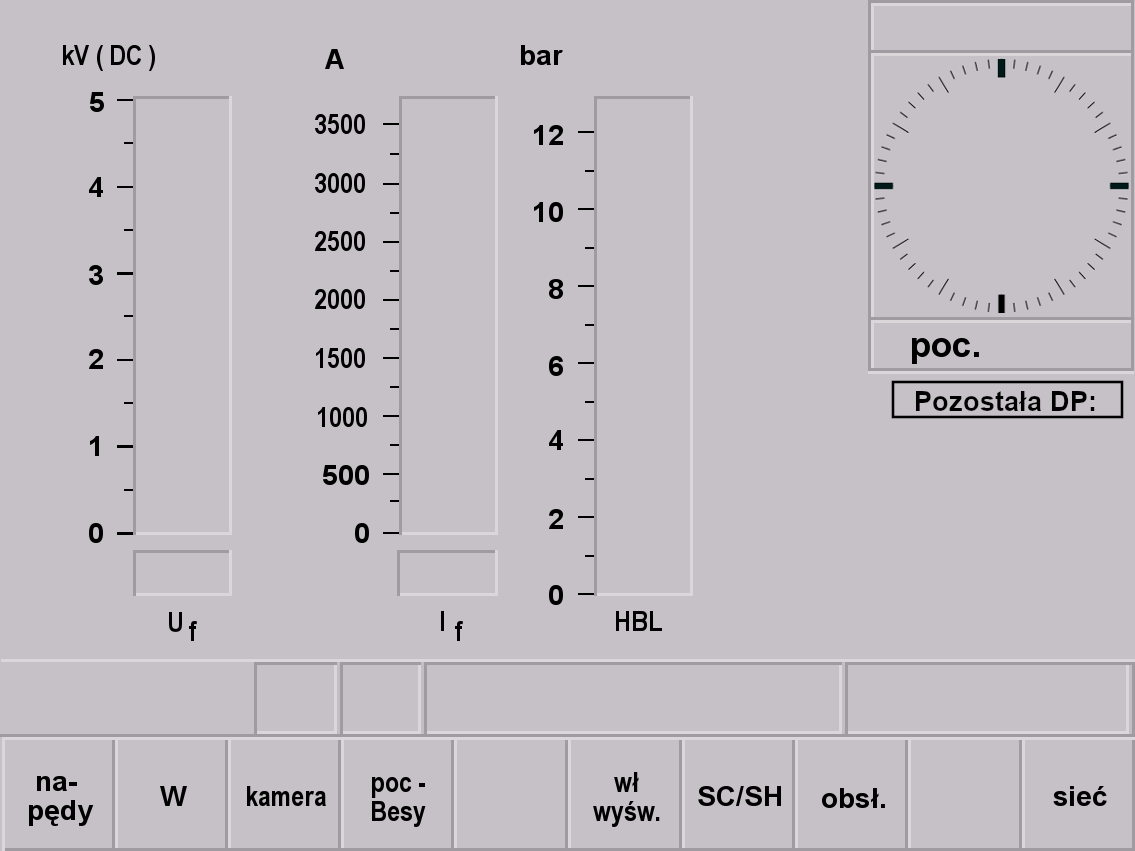 kV ( DC )
A
bar
5
4
3
2
1
0
3500
3000
2500
2000
1500
1000
500
0
12
10
8
6
4
2
0
U f
I f
HBL
poc.
Pozostała DP:
na-
pędy
W
kamera
poc -
Besy
wł
wyśw.
SC/SH
obsł.
sieć